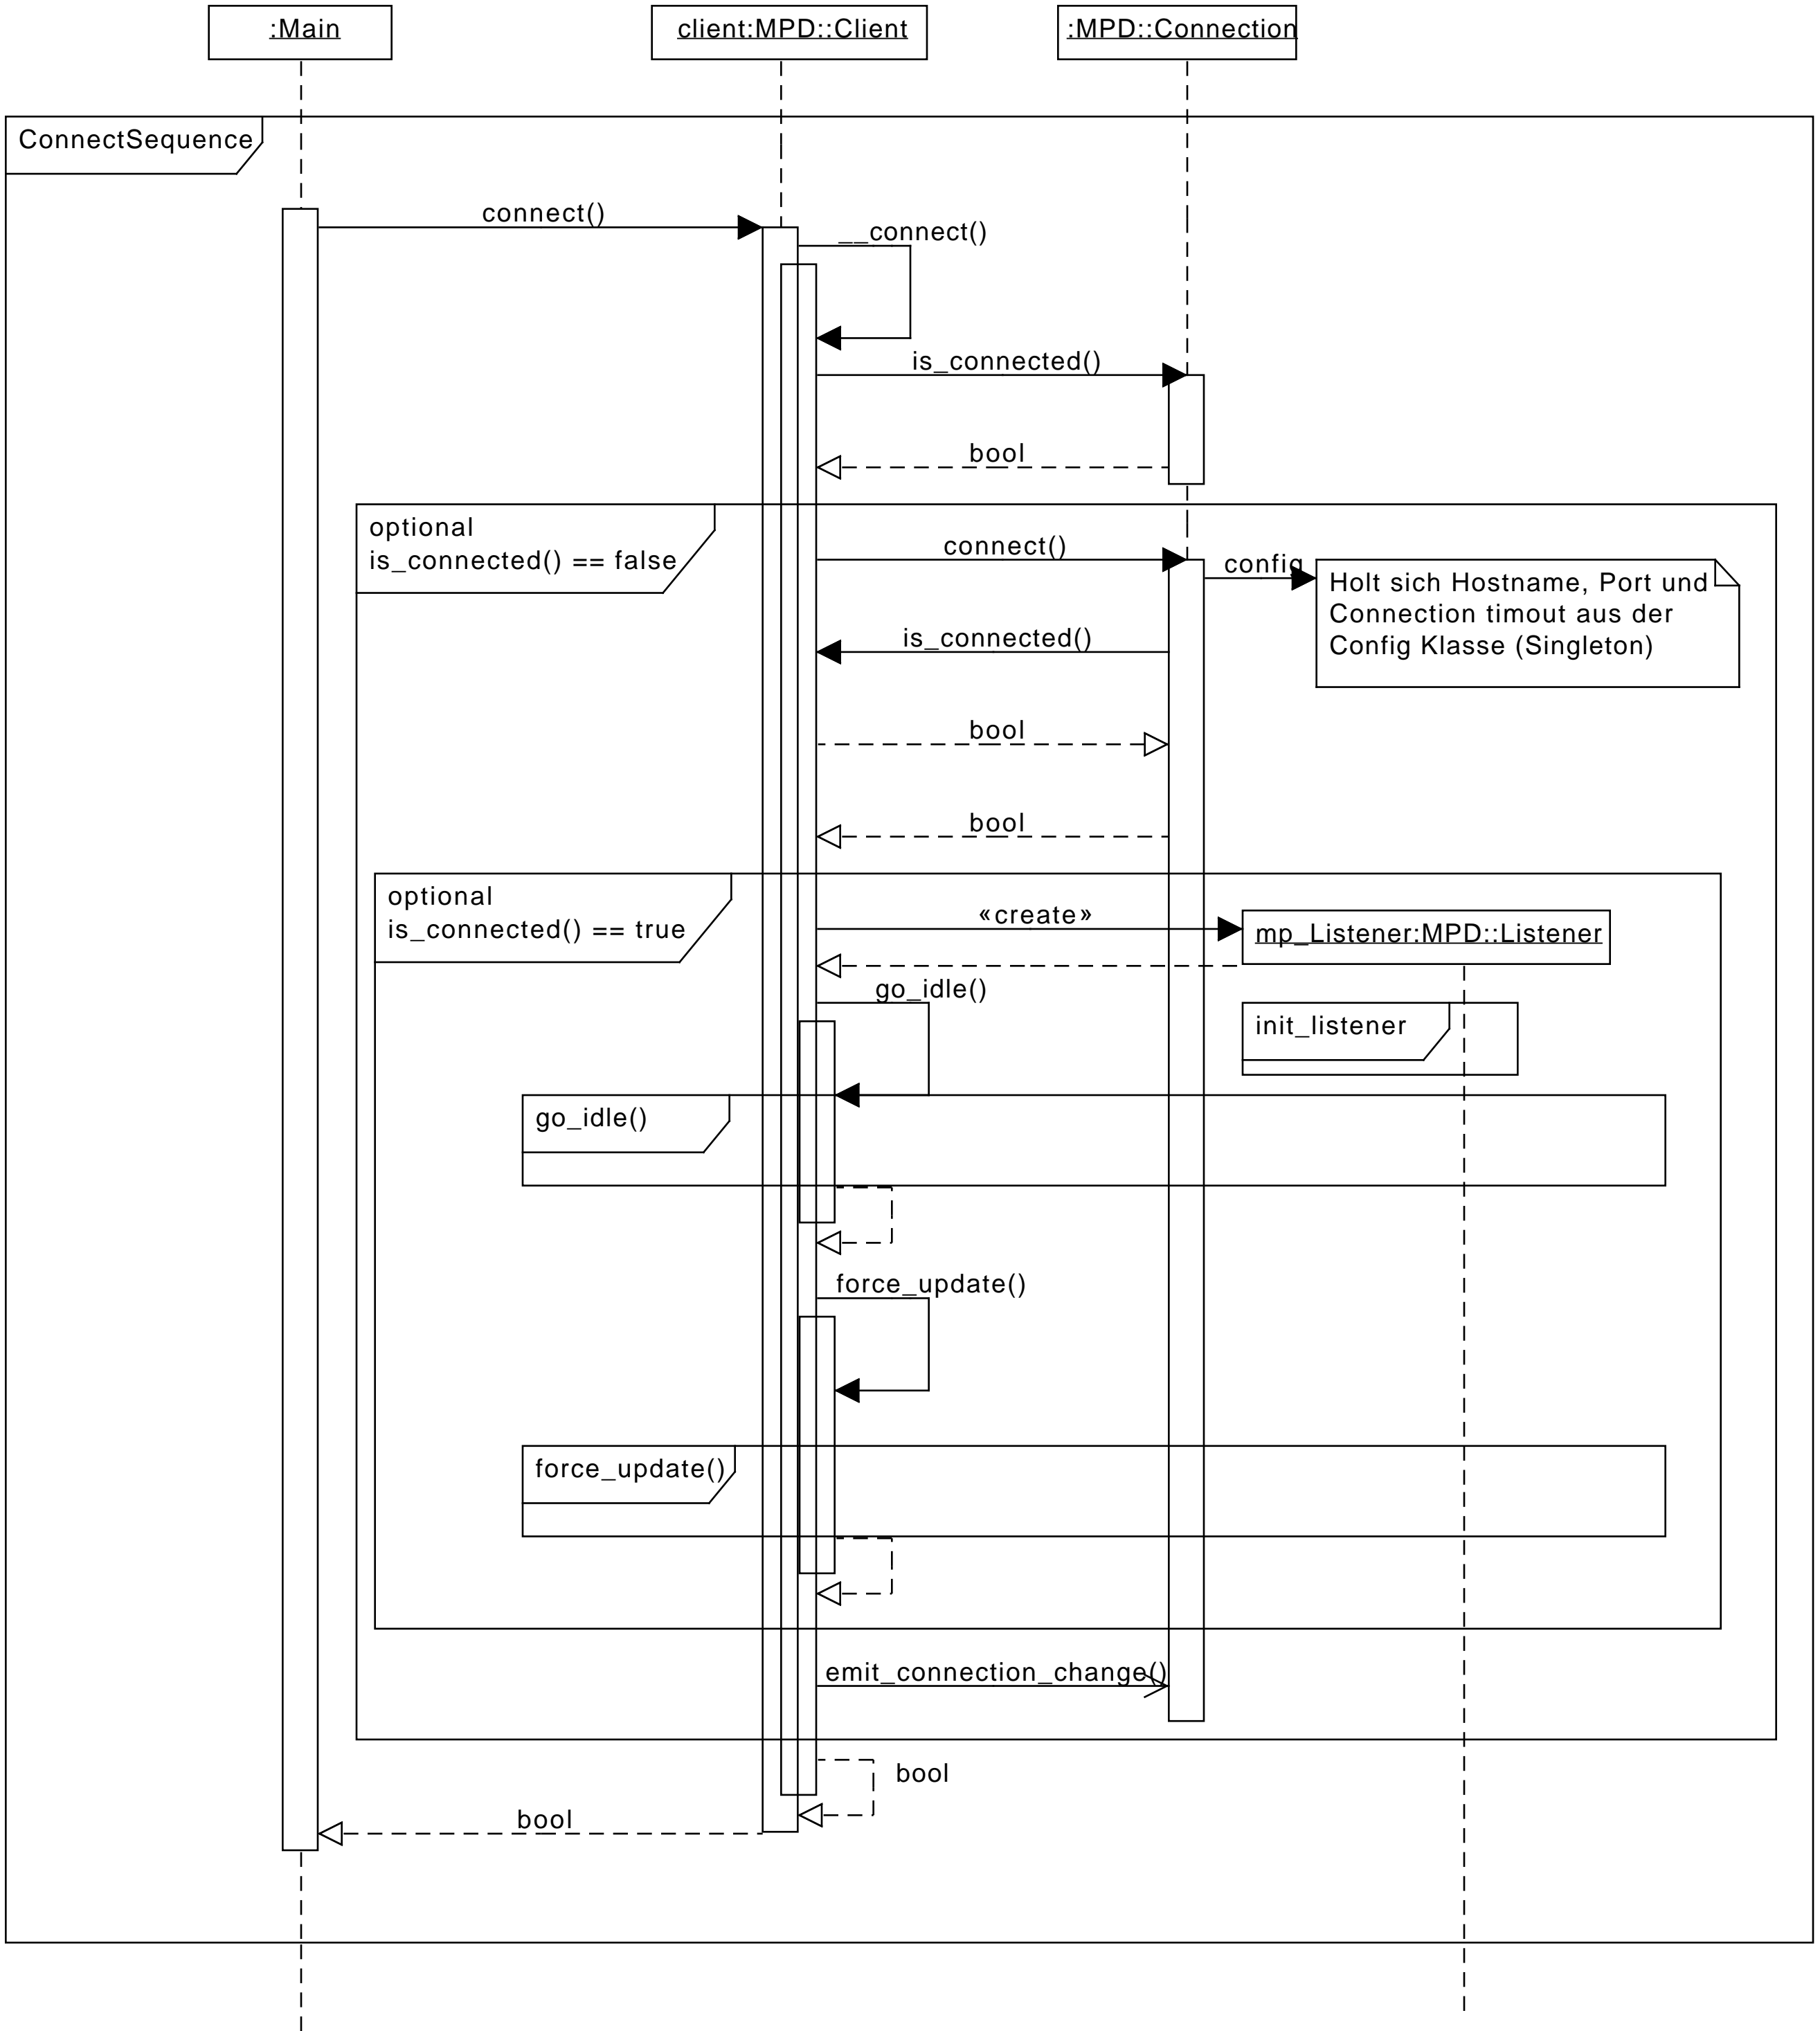 :Main
client:MPD::Client
:MPD::Connection
ConnectSequence
connect()
__connect()
is_connected()
bool
optional
is_connected() == false
connect()
config
Holt sich Hostname, Port und
Connection timout aus der
Config Klasse (Singleton)
is_connected()
bool
bool
optional
is_connected() == true
«create»
mp_Listener:MPD::Listener
go_idle()
init_listener
go_idle()
force_update()
force_update()
emit_connection_change()
bool
bool